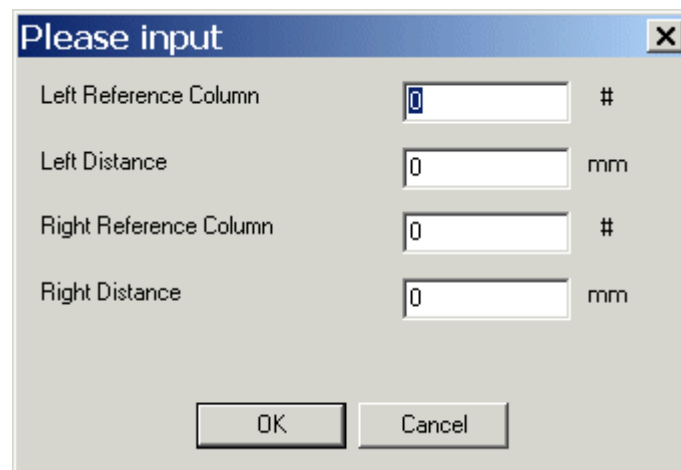 Please input
Left Reference Column 0 #
Left Distance 0 mm
Right Reference Column 0 #
Right Distance 0 mm
OK Cancel